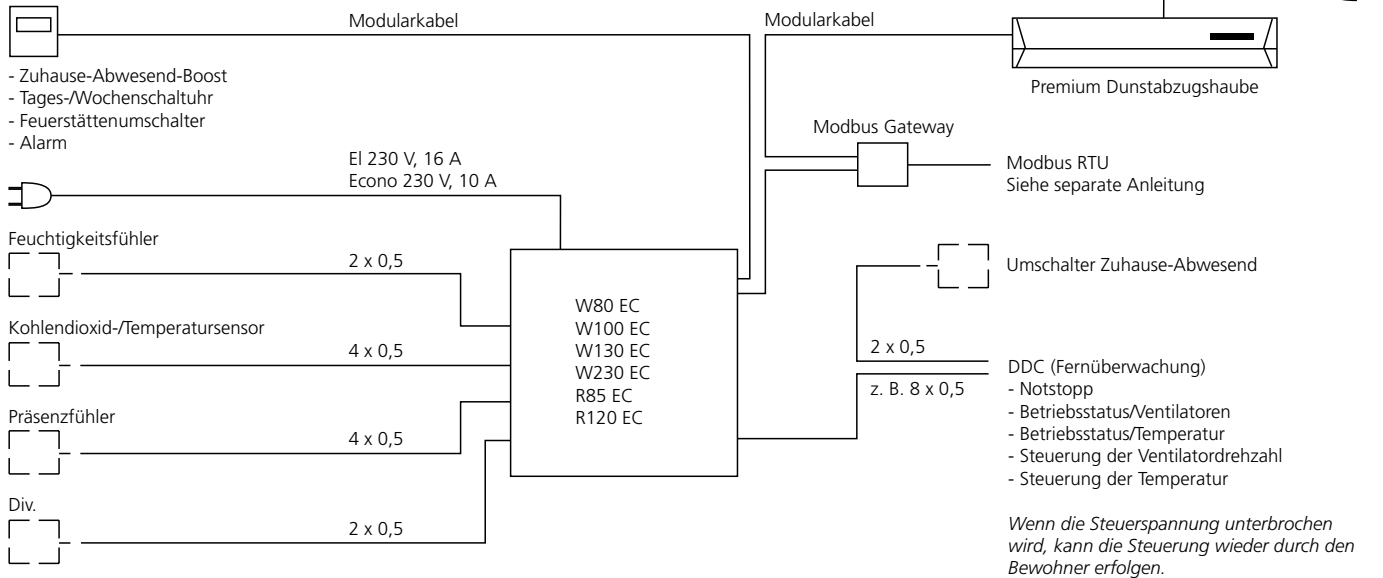 Modularkabel
- Zuhause-Abwesend-Boost
- Tages-/Wochenschaltuhr
- Feuerstättenumschalter
- Alarm
El 230 V, 16 A
Econo 230 V, 10 A
Feuchtigkeitsfühler
2 x 0,5
Kohlendioxid-/Temperatursensor
4 x 0,5
Präsenzfühler
4 x 0,5
Div.
2 x 0,5
W80 EC
W100 EC
W130 EC
W230 EC
R85 EC
R120 EC
Modularkabel
Premium Dunstabzugshaube
Modbus Gateway
Modbus RTU
Siehe separate Anleitung
Umschalter Zuhause-Abwesend
2 x 0,5
z. B. 8 x 0,5
DDC (Fernüberwachung)
- Notstopp
- Betriebsstatus/Ventilatoren
- Betriebsstatus/Temperatur
- Steuerung der Ventilatordrehzahl
- Steuerung der Temperatur
Wenn die Steuerspannung unterbrochen
wird, kann die Steuerung wieder durch den
Bewohner erfolgen.